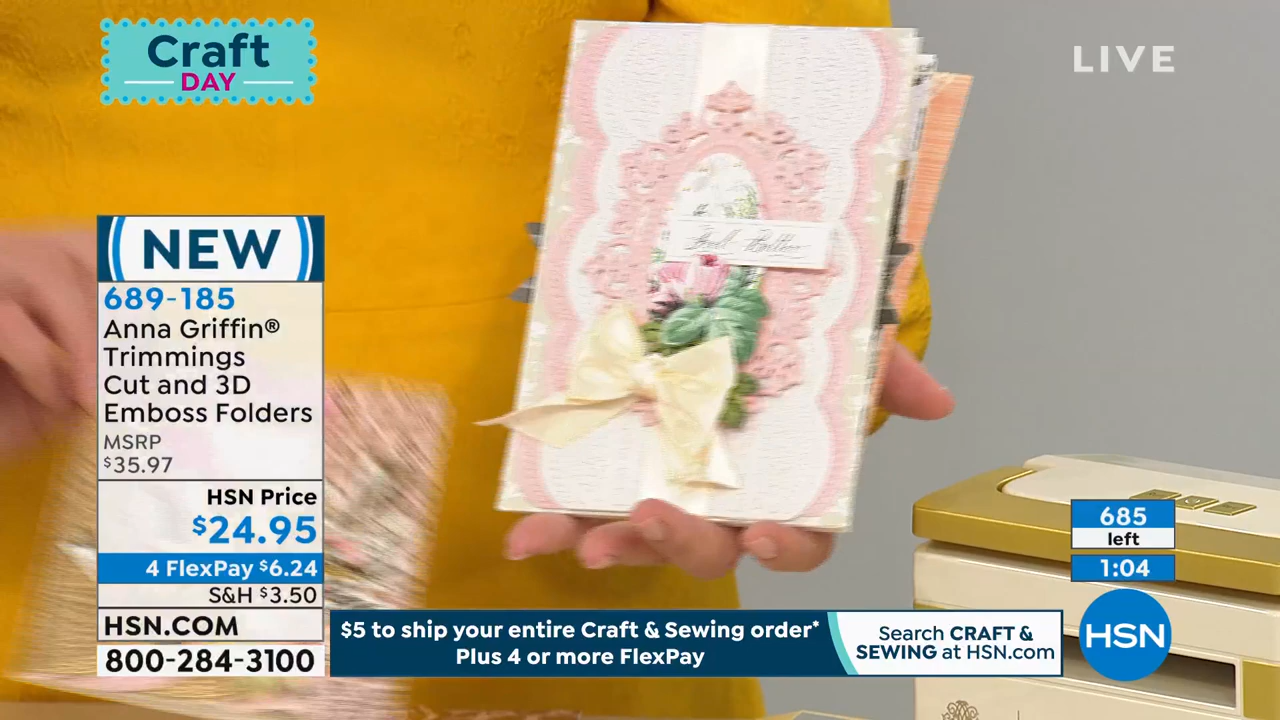 Craft
DAY
LIVE
NEW
689-185
Anna Griffin®
Trimmings
Cut and 3D
Emboss Folders
MSRP
$35.97
HSN Price
$24.95
4 FlexPay $6.24
S&H $3.50
HSN.COM
800-284-3100
$5 to ship your entire Craft & Sewing order*
Plus 4 or more FlexPay
Search CRAFT &
SEWING at HSN.com
685
left
1:04
HSN